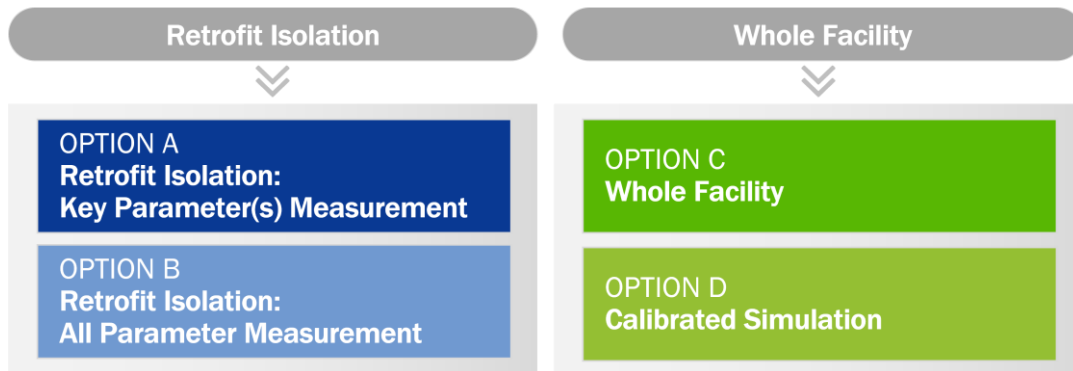 Retrofit Isolation
Whole Facility
OPTION A
Retrofit Isolation:
Key Parameter(s) Measurement
OPTION B
Retrofit Isolation:
All Parameter Measurement
OPTION C
Whole Facility
OPTION D
Calibrated Simulation